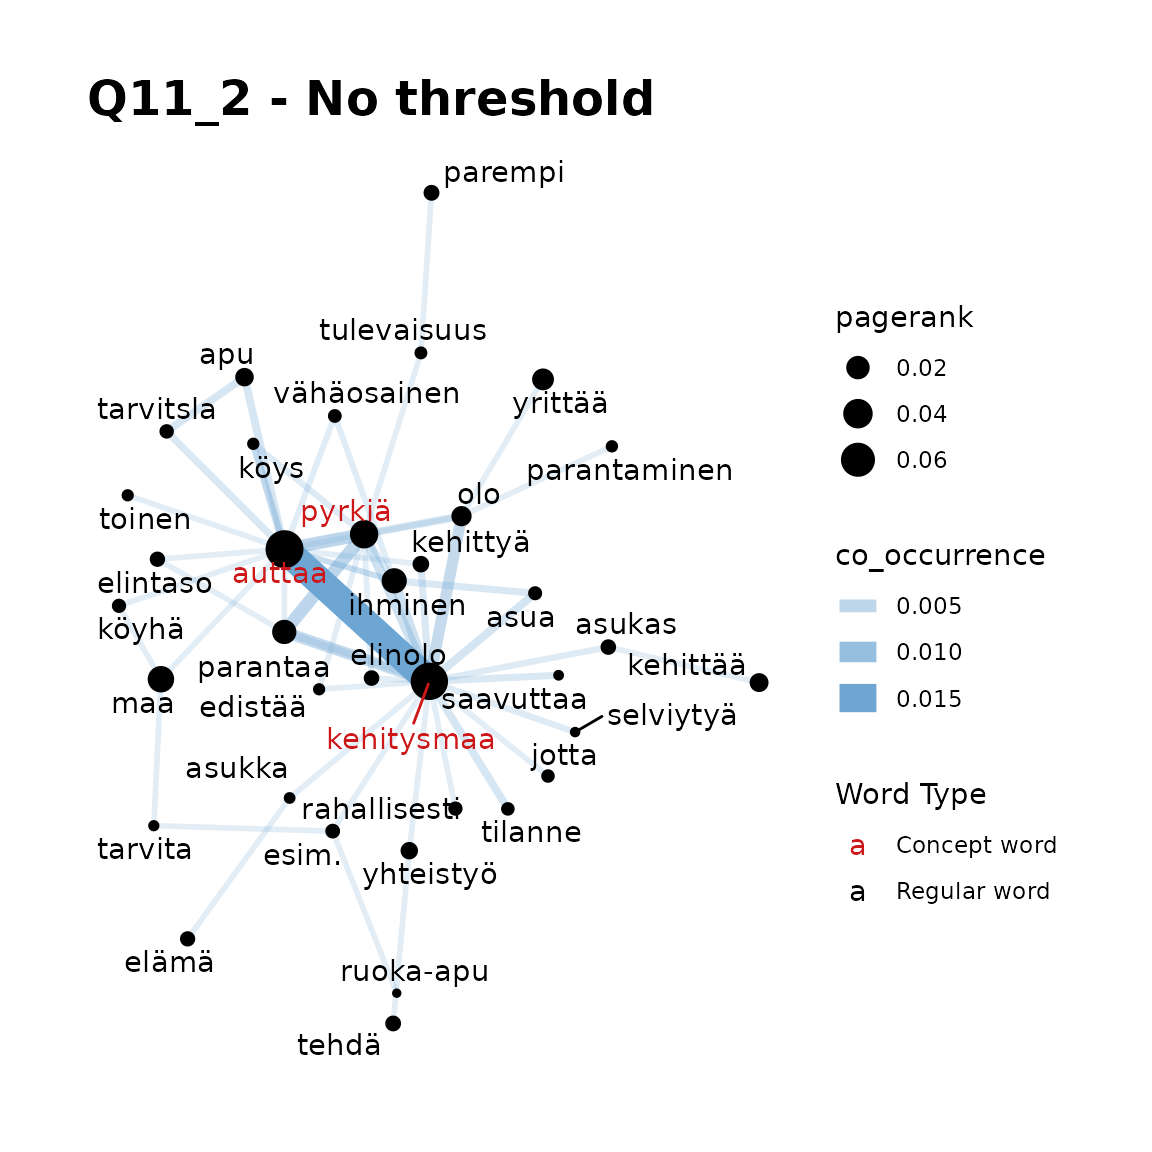 Q11_2 - No threshold
parempi
tulevaisuus
apu
vähäosainen
yrittää
tarvitsla
köys
parantaminen
olo
pyrkiä
toinen
kehittyä
auttaa
elintaso
ihminen
asua
köyhä
asukas
elinolo
kehittää
parantaa
saavuttaa
maa
edistää
selviytyä
kehitysmaa
jotta
asukka
rahallisesti
tilanne
tarvita
esim.
yhteistyö
elämä
ruoka-apu
tehdä
pagerank
0.02
0.04
0.06
co_occurrence
0.005
0.010
0.015
Word Type
a Concept word
a Regular word